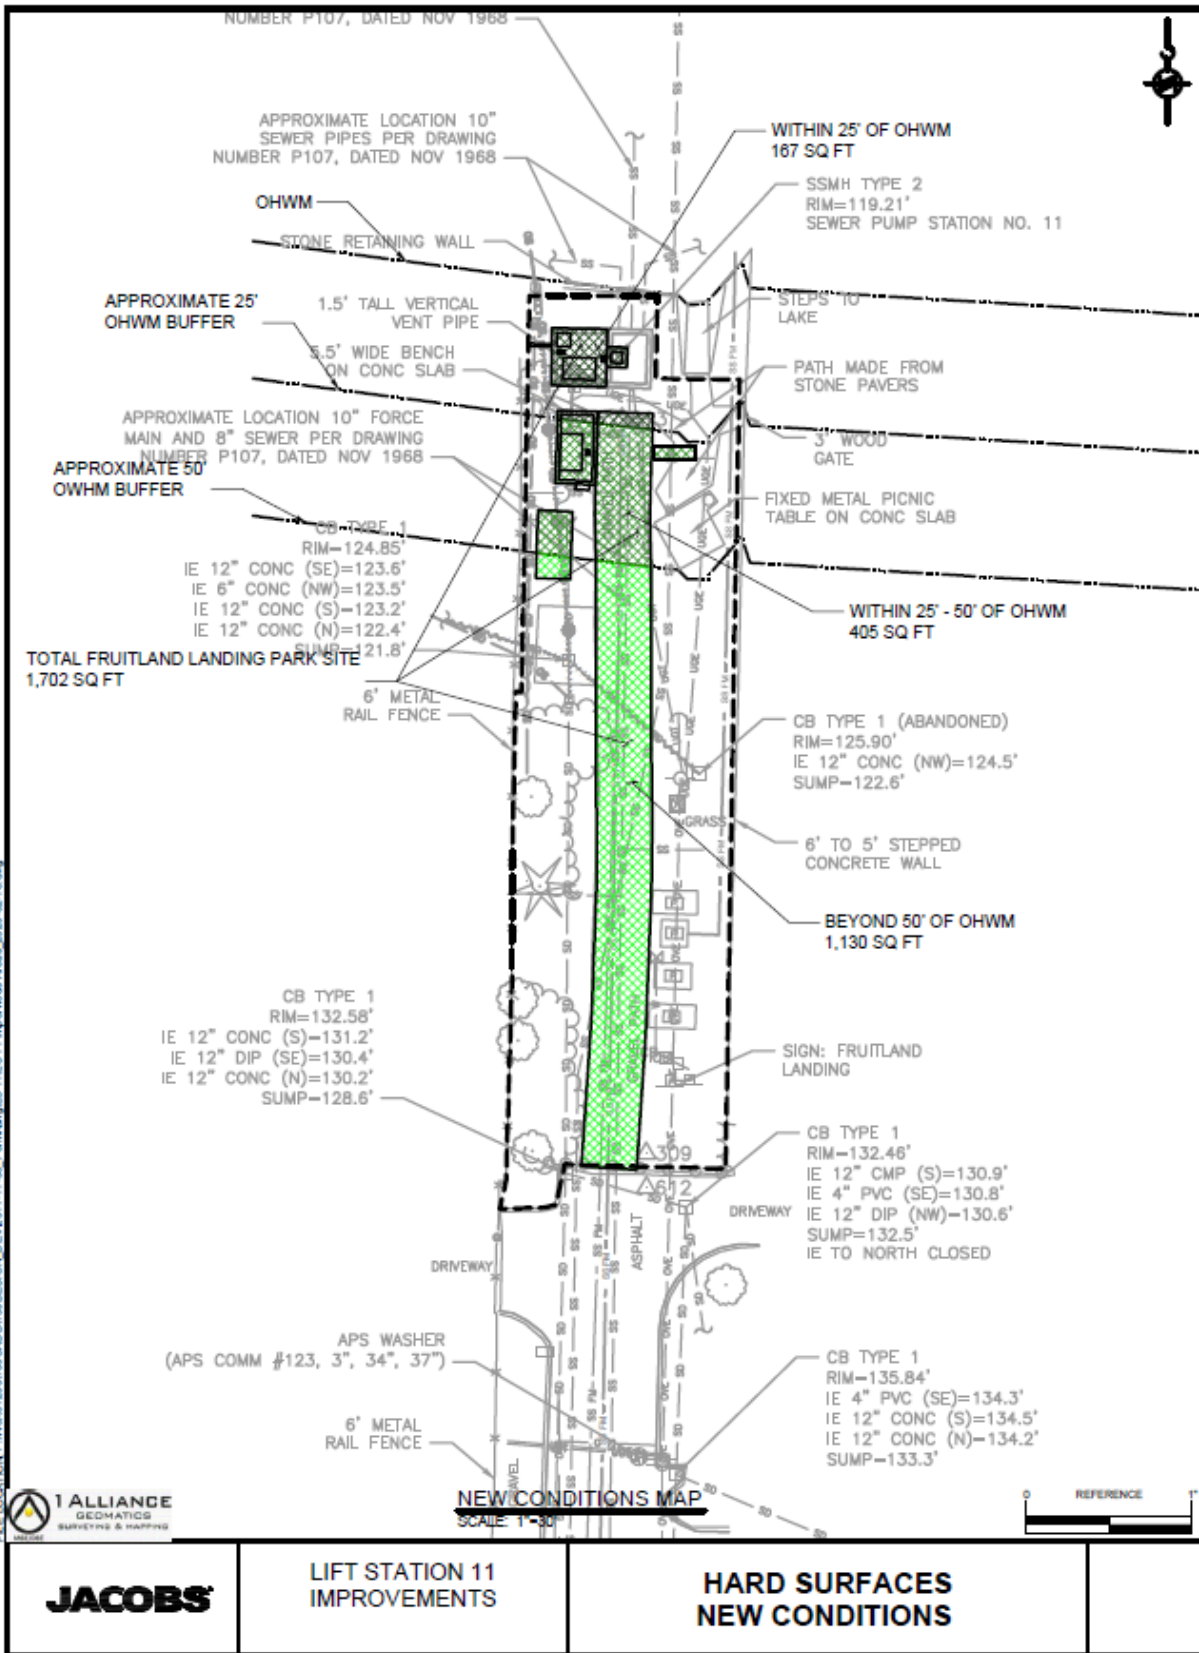 NUMBER P107, DATED NOV 1968
APPROXIMATE LOCATION 10"
SEWER PIPES PER DRAWING
NUMBER P107, DATED NOV 1968
WITHIN 25' OF OHWM
167 SQ FT
SSMH TYPE 2
RIM=119.21'
SEWER PUMP STATION NO. 11
OHWM
STONE RETAINING WALL
APPROXIMATE 25'
OHWM BUFFER
1.5' TALL VERTICAL
VENT PIPE
STEPS TO
LAKE
5.5' WIDE BENCH
ON CONC SLAB
PATH MADE FROM
STONE PAVERS
APPROXIMATE LOCATION 10" FORCE
MAIN AND 8" SEWER PER DRAWING
NUMBER P107, DATED NOV 1968
3' WOOD
GATE
APPROXIMATE 50'
OWHM BUFFER
FIXED METAL PICNIC
TABLE ON CONC SLAB
CB TYPE 1
RIM=124.85'
IE 12" CONC (SE)=123.6'
IE 6" CONC (NW)=123.5'
IE 12" CONC (S)=123.2'
IE 12" CONC (N)=122.4'
SUMP=121.8'
WITHIN 25' - 50' OF OHWM
405 SQ FT
TOTAL FRUITLAND LANDING PARK SITE
1,702 SQ FT
6' METAL
RAIL FENCE
CB TYPE 1 (ABANDONED)
RIM=125.90'
IE 12" CONC (NW)=124.5'
SUMP=122.6'
GRASS
6' TO 5' STEPPED
CONCRETE WALL
BEYOND 50' OF OHWM
1,130 SQ FT
CB TYPE 1
RIM=132.58'
IE 12" CONC (S)=131.2'
IE 12" DIP (SE)=130.4'
IE 12" CONC (N)=130.2'
SUMP=128.6'
GRAVEL PATH
SIGN: FRUITLAND
LANDING
309
CB TYPE 1
RIM=132.46'
IE 12" CMP (S)=130.9'
IE 4" PVC (SE)=130.8'
IE 12" DIP (NW)=130.6'
SUMP=132.5'
IE TO NORTH CLOSED
DRIVEWAY
ASPHALT
DRIVEWAY
APS WASHER
(APS COMM #123, 3", 34", 37")
CB TYPE 1
RIM=135.84'
IE 4" PVC (SE)=134.3'
IE 12" CONC (S)=134.5'
IE 12" CONC (N)=134.2'
SUMP=133.3'
6' METAL
RAIL FENCE
GRAVEL
1 ALLIANCE
GEOMATICS
SURVEYING & MAPPING
NEW CONDITIONS MAP
SCALE: 1"=30'
0 REFERENCE 1"
JACOBS
LIFT STATION 11
IMPROVEMENTS
HARD SURFACES
NEW CONDITIONS